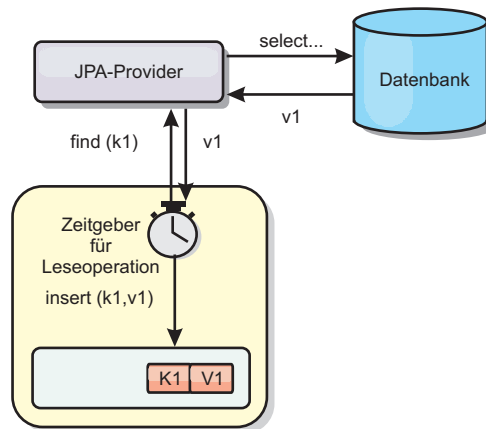 select...
JPA-Provider
Datenbank
v1
find (k1)
v1
Zeitgeber
für
Leseoperation
insert (k1,v1)
K1
V1